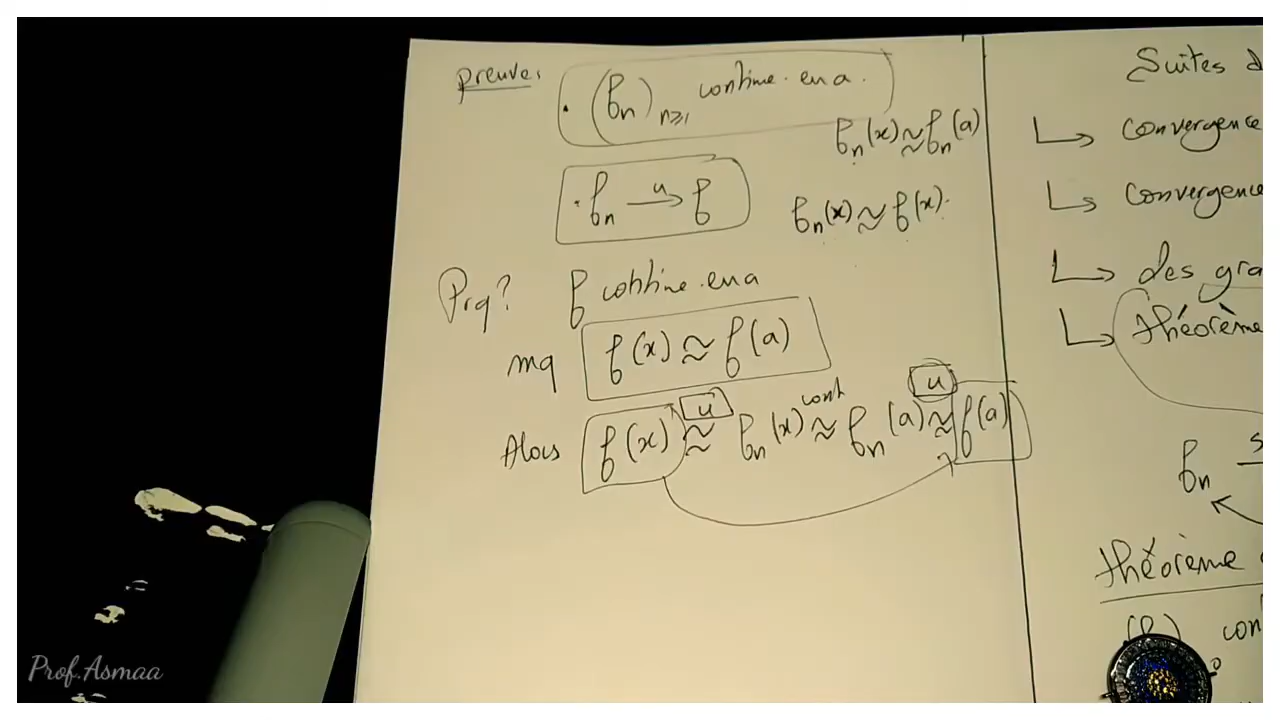 preuve:
• (fn)n≥1 continue en a.
fn(x) ≈ fn(a)
• fn —u→ f
fn(x) ≈ f(x).
Prq? f continue en a
mq f(x) ≈ f(a)
u cont u
Alors f(x) ≈ fn(x) ≈ fn(a) ≈ f(a)
Suites d
↳ convergence
↳ convergence
↳ des gra
↳ théorème
fn
théorème
(f) con
Prof.Asmaa